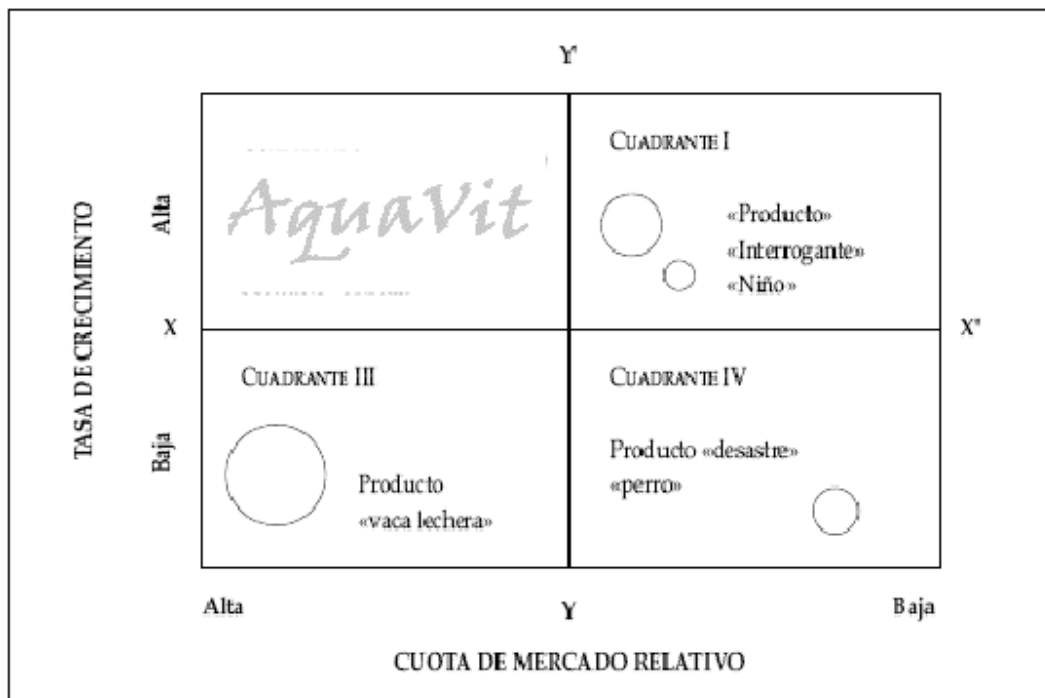 Y'
CUADRANTE I
AquaVit
«Producto»
«Interrogante»
«Niño»
TASA DE CRECIMIENTO
Alta
X
X"
CUADRANTE III
CUADRANTE IV
Baja
Producto «desastre»
«perro»
Producto
«vaca lechera»
Alta
Y
Baja
CUOTA DE MERCADO RELATIVO